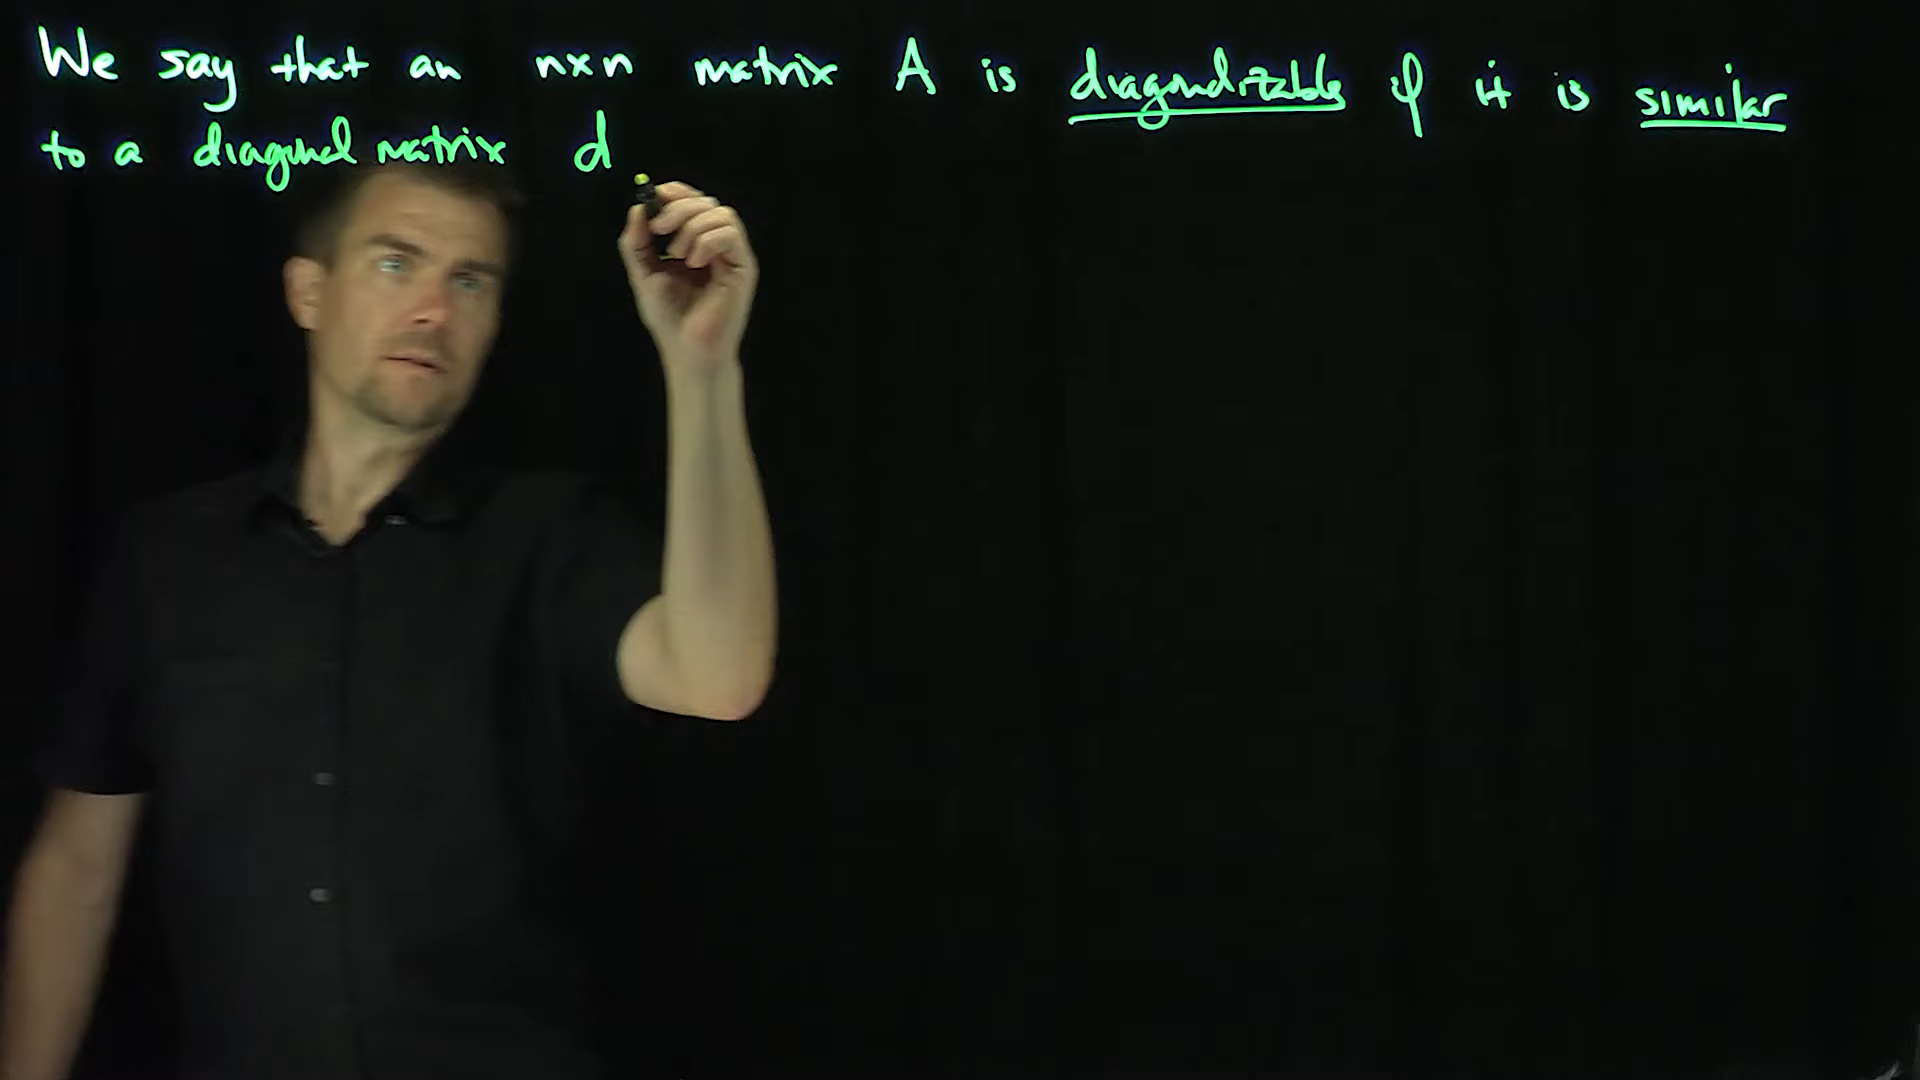 We say that an nxn matrix A is diagonalizable if it is similar
to a diagonal matrix d